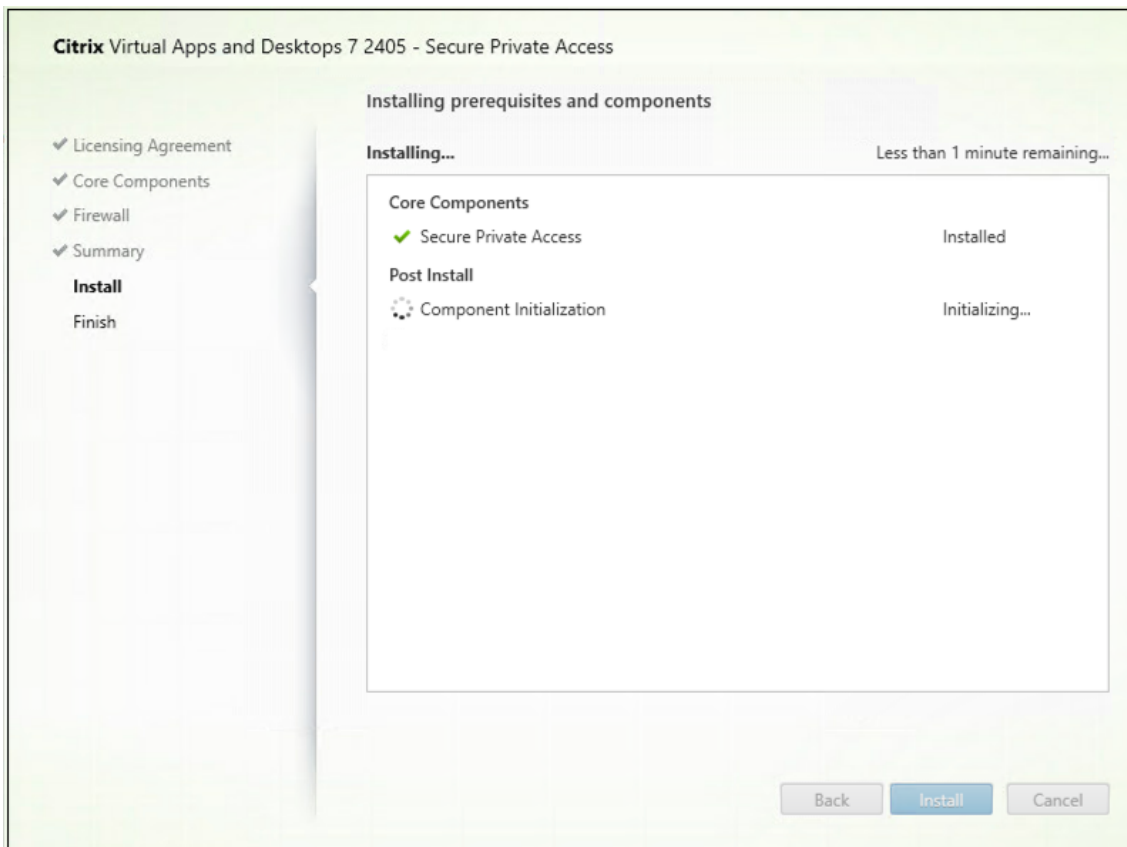 Citrix Virtual Apps and Desktops 7 2405 - Secure Private Access
Licensing Agreement
Core Components
Firewall
Summary
Install
Finish
Installing prerequisites and components
Installing... Less than 1 minute remaining...
Core Components
Secure Private Access Installed
Post Install
Component Initialization Initializing...
Back Install Cancel